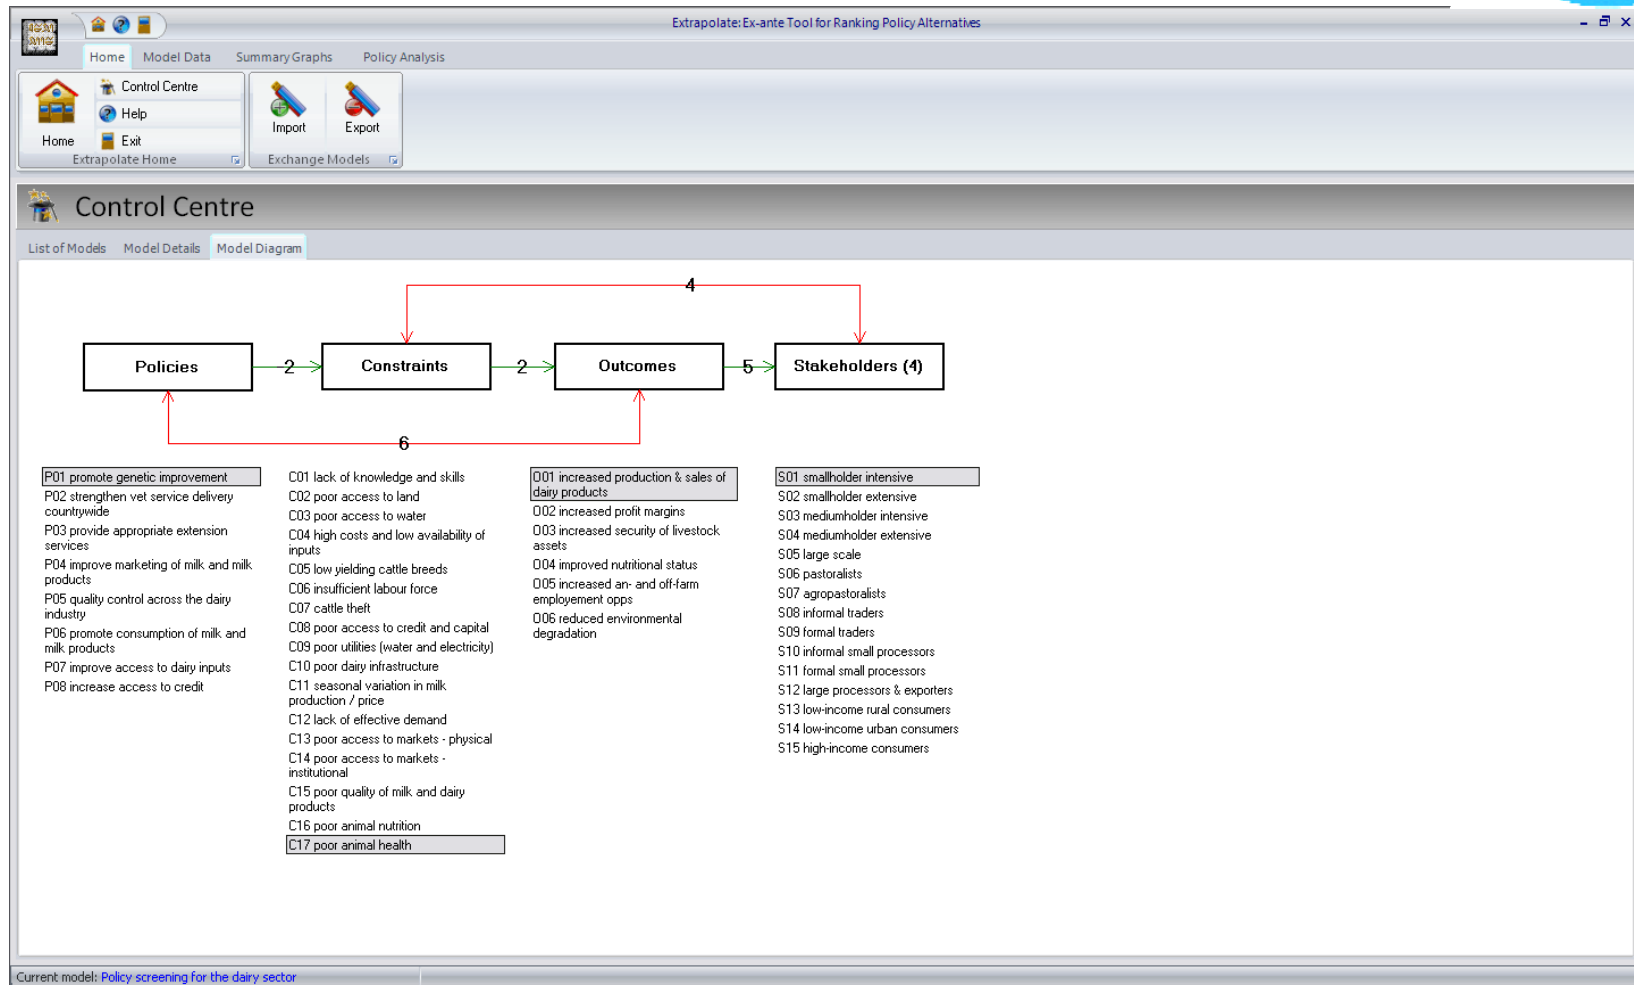 Extrapolate: Ex-ante Tool for Ranking Policy Alternatives
Home Model Data Summary Graphs Policy Analysis
Home
Control Centre
Help
Exit
Extrapolate Home
Import
Export
Exchange Models
Control Centre
List of Models Model Details Model Diagram
4
Policies
-2
Constraints
2
Outcomes
5
Stakeholders (4)
6
P01 promote genetic improvement
P02 strengthen vet service delivery
countrywide
P03 provide appropriate extension
services
P04 improve marketing of milk and milk
products
P05 quality control across the dairy
industry
P06 promote consumption of milk and
milk products
P07 improve access to dairy inputs
P08 increase access to credit
C01 lack of knowledge and skills
C02 poor access to land
C03 poor access to water
C04 high costs and low availability of
inputs
C05 low yielding cattle breeds
C06 insufficient labour force
C07 cattle theft
C08 poor access to credit and capital
C09 poor utilities (water and electricity)
C10 poor dairy infrastructure
C11 seasonal variation in milk
production / price
C12 lack of effective demand
C13 poor access to markets - physical
C14 poor access to markets -
institutional
C15 poor quality of milk and dairy
products
C16 poor animal nutrition
C17 poor animal health
O01 increased production & sales of
dairy products
O02 increased profit margins
O03 increased security of livestock
assets
O04 improved nutritional status
O05 increased an- and off-farm
employement opps
O06 reduced environmental
degradation
S01 smallholder intensive
S02 smallholder extensive
S03 mediumholder intensive
S04 mediumholder extensive
S05 large scale
S06 pastoralists
S07 agropastoralists
S08 informal traders
S09 formal traders
S10 informal small processors
S11 formal small processors
S12 large processors & exporters
S13 low-income rural consumers
S14 low-income urban consumers
S15 high-income consumers
Current model: Policy screening for the dairy sector